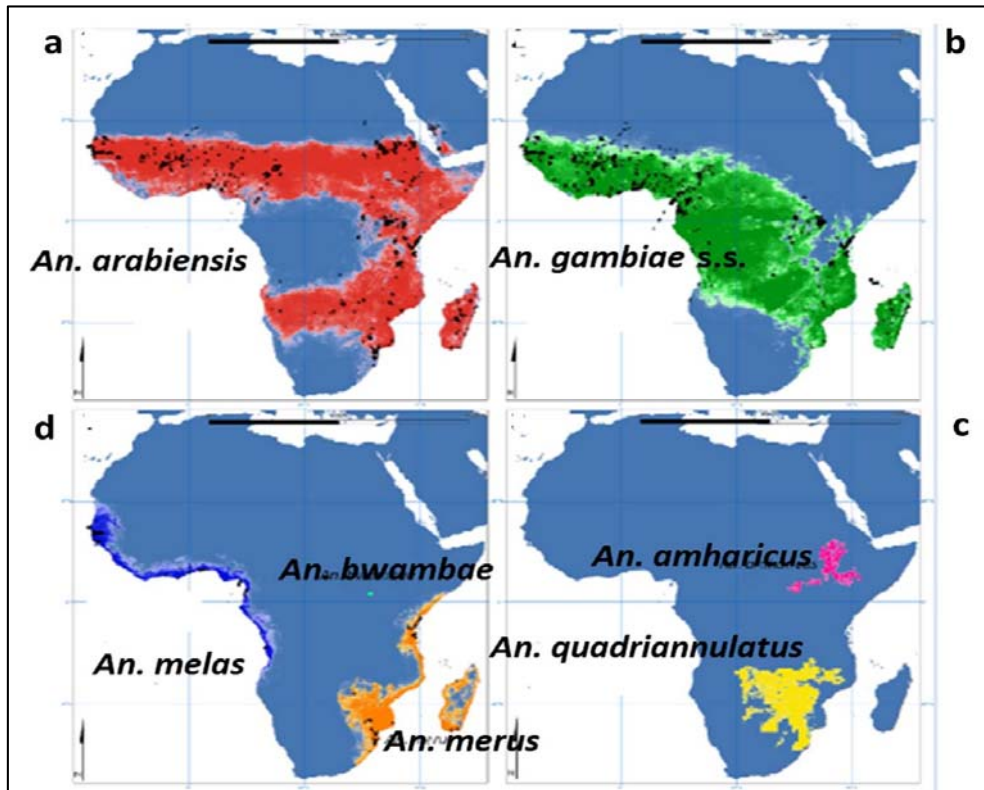 a
b
An. arabiensis
An. gambiae s.s.
d
c
An. bwambae
An. melas
An. merus
An. amharicus
An. quadriannulatus